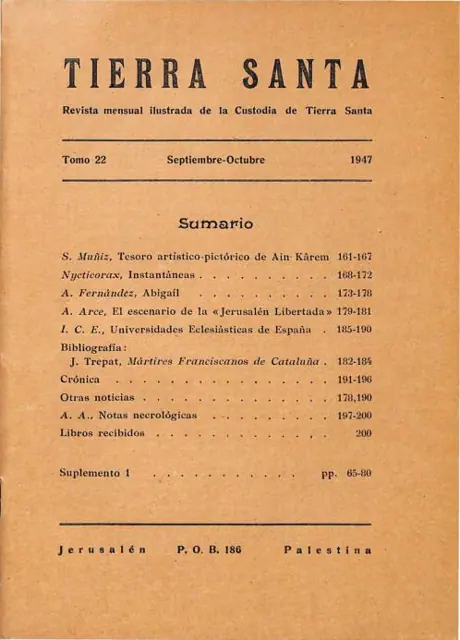 TIERRA SANTA
Revista mensual ilustrada de la Custodia de Tierra Santa
Tomo 22 Septiembre-Octubre 1947
Sumario
S. Muñiz, Tesoro artístico-pictórico de Ain Kârem 161-167
Nycticorax, Instantáneas . . . . . . . . . . 168-172
A. Fernández, Abigaíl . . . . . . . . . . 173-178
A. Arce, El escenario de la «Jerusalén Libertada» 179-181
I. C. E., Universidades Eclesiásticas de España . 185-190
Bibliografía:
J. Trepat, Mártires Franciscanos de Cataluña . 182-184
Crónica . . . . . . . . . . . . . 191-196
Otras noticias . . . . . . . . . . . 178,190
A. A., Notas necrológicas . . . . . . . . 197-200
Libros recibidos . . . . . . . . . . . 200
Suplemento 1 . . . . . . . . . . pp. 65-80
Jerusalén P. O. B. 186 Palestina